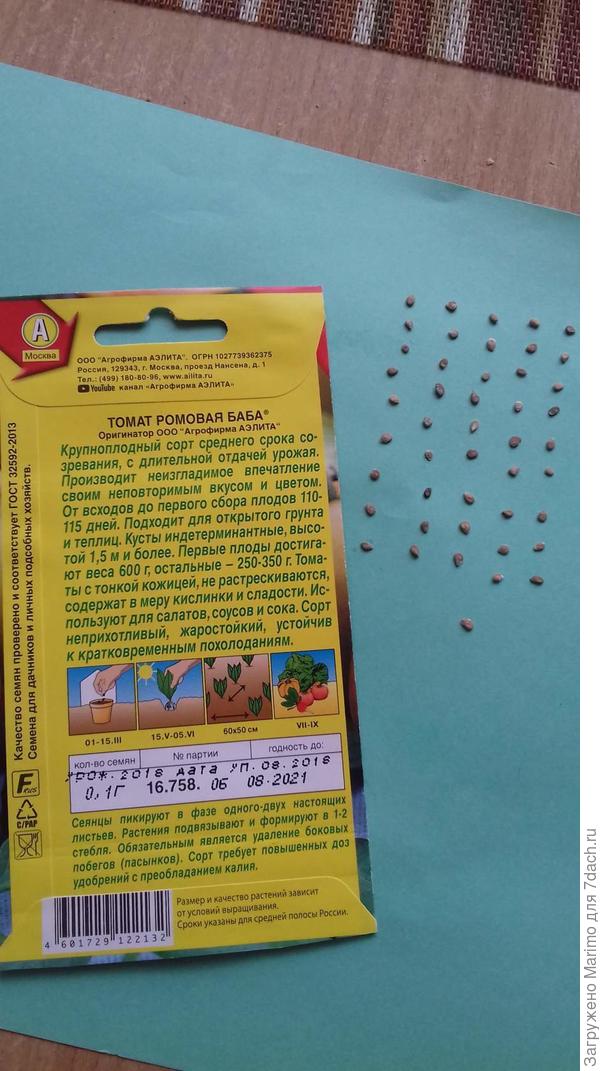 А
Москва
ООО "Агрофирма АЭЛИТА". ОГРН 1027739362375
Россия, 129343, г. Москва, проезд Нансена, д. 1
Тел.: (499) 180-80-96, www.ailita.ru
YouTube канал «Агрофирма АЭЛИТА»
ТОМАТ РОМОВАЯ БАБА®
Оригинатор ООО "Агрофирма АЭЛИТА"
Крупноплодный сорт среднего срока со-
зревания, с длительной отдачей урожая.
Производит неизгладимое впечатление
своим неповторимым вкусом и цветом.
От всходов до первого сбора плодов 110-
115 дней. Подходит для открытого грунта
и теплиц. Кусты индетерминантные, высо-
той 1,5 м и более. Первые плоды достига-
ют веса 600 г, остальные – 250-350 г. Тома-
ты с тонкой кожицей, не растрескиваются,
содержат в меру кислинки и сладости. Ис-
пользуют для салатов, соусов и сока. Сорт
неприхотливый, жаростойкий, устойчив
к кратковременным похолоданиям.
01-15.III
15.V-05.VI
60х50 см
VII-IX
кол-во семян
№ партии
годность до:
УРОЖ.2018 дата уп.08.2018
0,1Г 16.758.06 08.2021
Сеянцы пикируют в фазе одного-двух настоящих
листьев. Растения подвязывают и формируют в 1-2
стебля. Обязательным является удаление боковых
побегов (пасынков). Сорт требует повышенных доз
удобрений с преобладанием калия.
Размер и качество растений зависит
от условий выращивания.
Сроки указаны для средней полосы России.
4 601729 122132
Качество семян проверено и соответствует ГОСТ 32592-2013
Семена для дачников и личных подсобных хозяйств.
C/PAP
Загружено Marimo для 7dach.ru